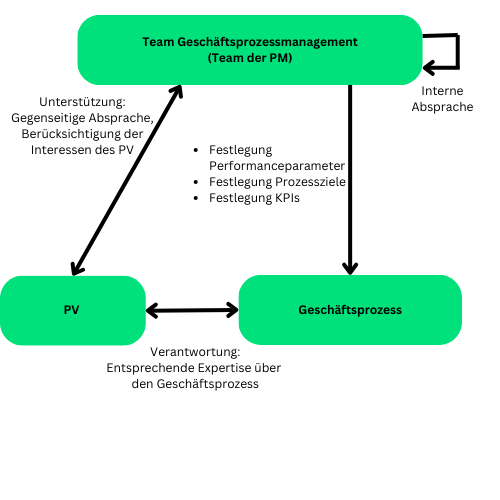 Team Geschäftsprozessmanagement
(Team der PM)
Interne
Absprache
Unterstützung:
Gegenseitige Absprache,
Berücksichtigung der
Interessen des PV
• Festlegung
Performanceparameter
• Festlegung Prozessziele
• Festlegung KPIs
PV
Geschäftsprozess
Verantwortung:
Entsprechende Expertise über
den Geschäftsprozess